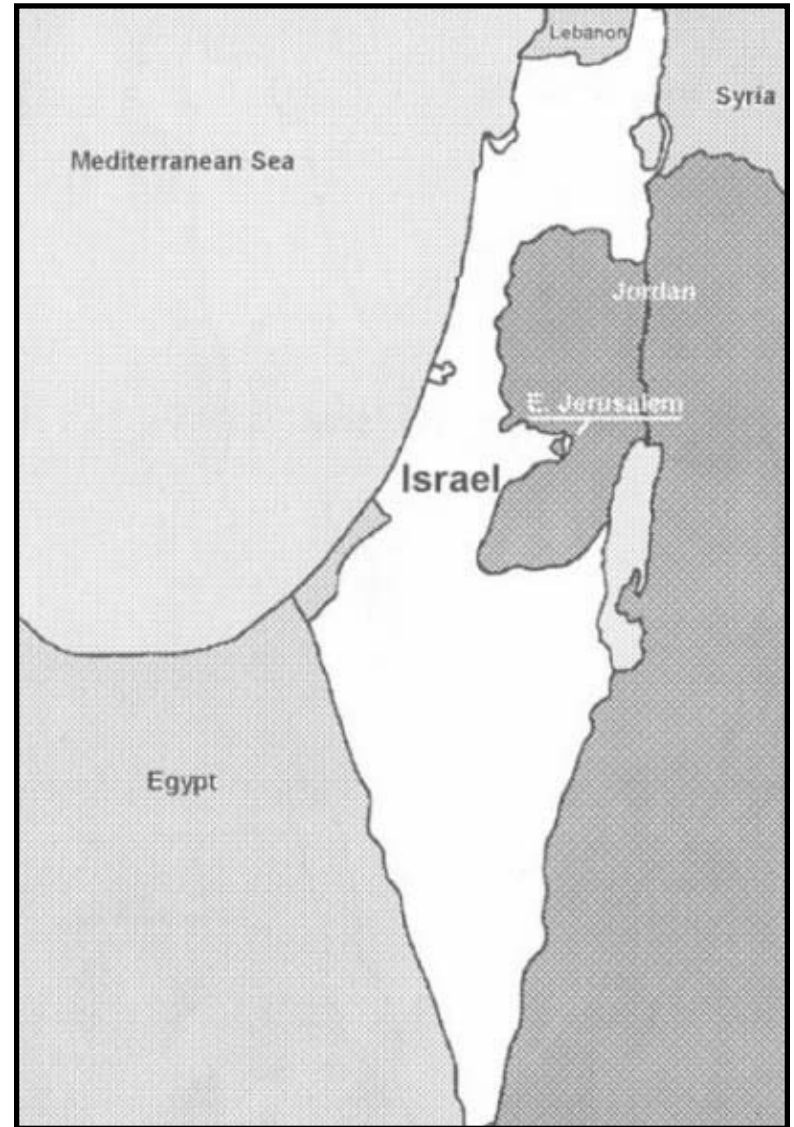 Lebanon
Syria
Mediterranean Sea
Jordan
E. Jerusalem
Israel
Egypt